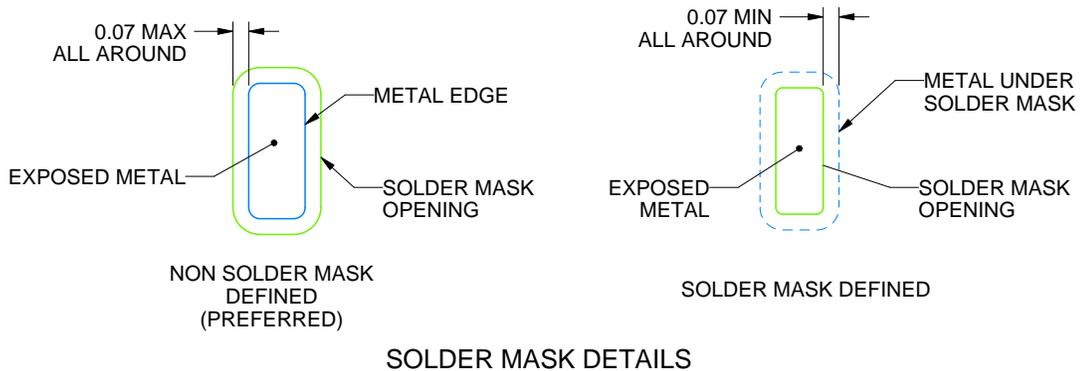 0.07 MAX
ALL AROUND
METAL EDGE
EXPOSED METAL
SOLDER MASK
OPENING
NON SOLDER MASK
DEFINED
(PREFERRED)
0.07 MIN
ALL AROUND
METAL UNDER
SOLDER MASK
EXPOSED
METAL
SOLDER MASK
OPENING
SOLDER MASK DEFINED
SOLDER MASK DETAILS